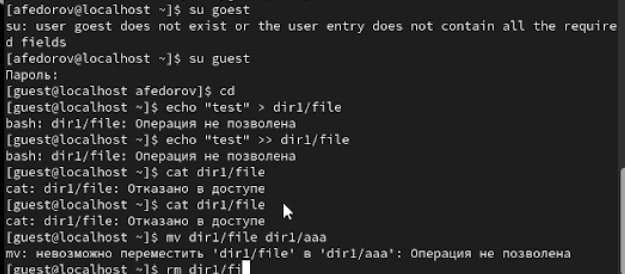 [afedorov@localhost ~]$ su goest
su: user goest does not exist or the user entry does not contain all the require
d fields
[afedorov@localhost ~]$ su guest
Пароль:
[guest@localhost afedorov]$ cd
[guest@localhost ~]$ echo "test" > dir1/file
bash: dir1/file: Операция не позволена
[guest@localhost ~]$ echo "test" >> dir1/file
bash: dir1/file: Операция не позволена
[guest@localhost ~]$ cat dir1/file
cat: dir1/file: Отказано в доступе
[guest@localhost ~]$ cat dir1/file
cat: dir1/file: Отказано в доступе
[guest@localhost ~]$ mv dir1/file dir1/aaa
mv: невозможно переместить 'dir1/file' в 'dir1/aaa': Операция не позволена
[guest@localhost ~]$ rm dir1/fi